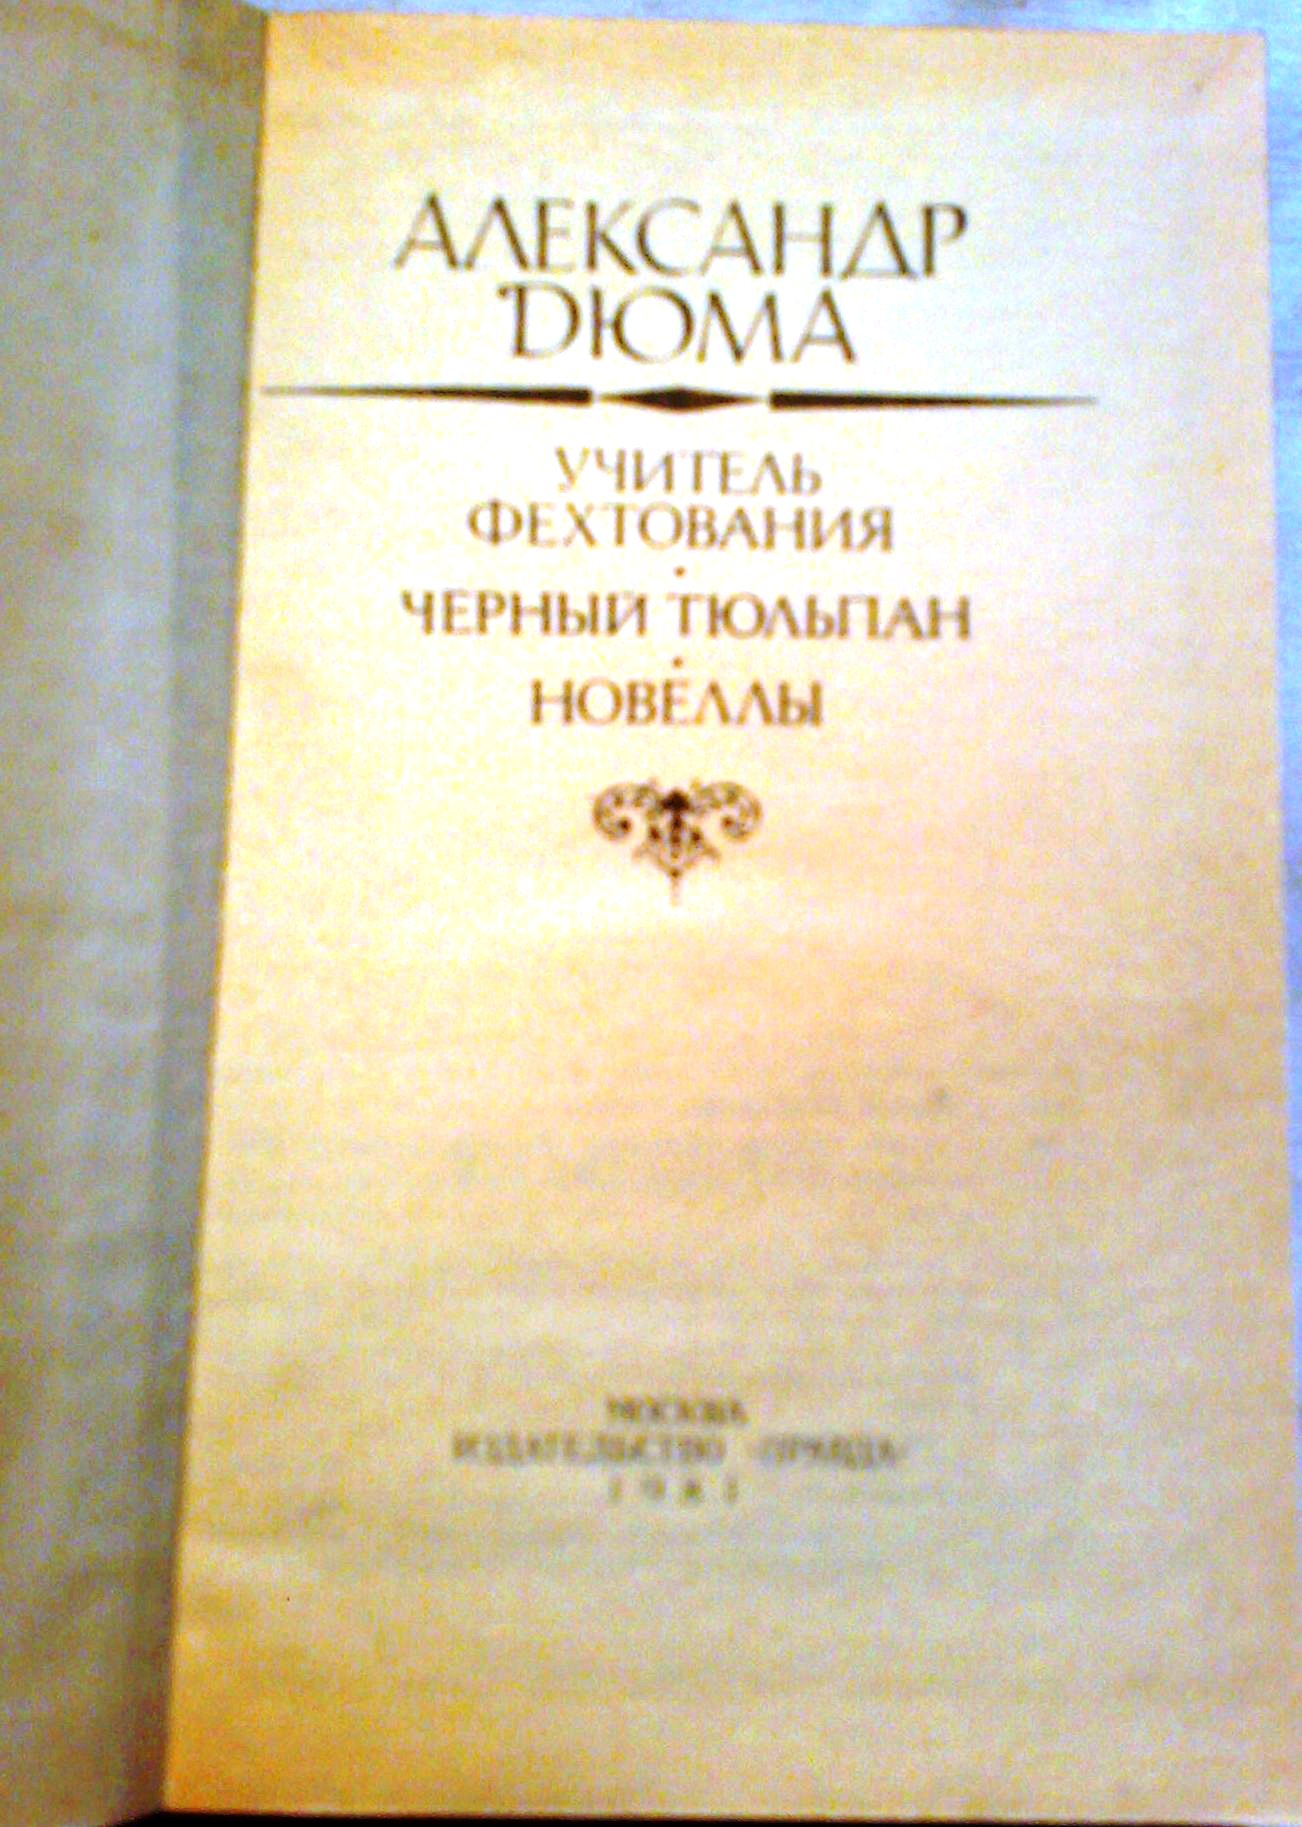 АЛЕКСАНДР
ДЮМА
УЧИТЕЛЬ
ФЕХТОВАНИЯ
ЧЕРНЫЙ ТЮЛЬПАН
НОВЕЛЛЫ
МОСКВА
ИЗДАТЕЛЬСТВО «ПРАВДА»